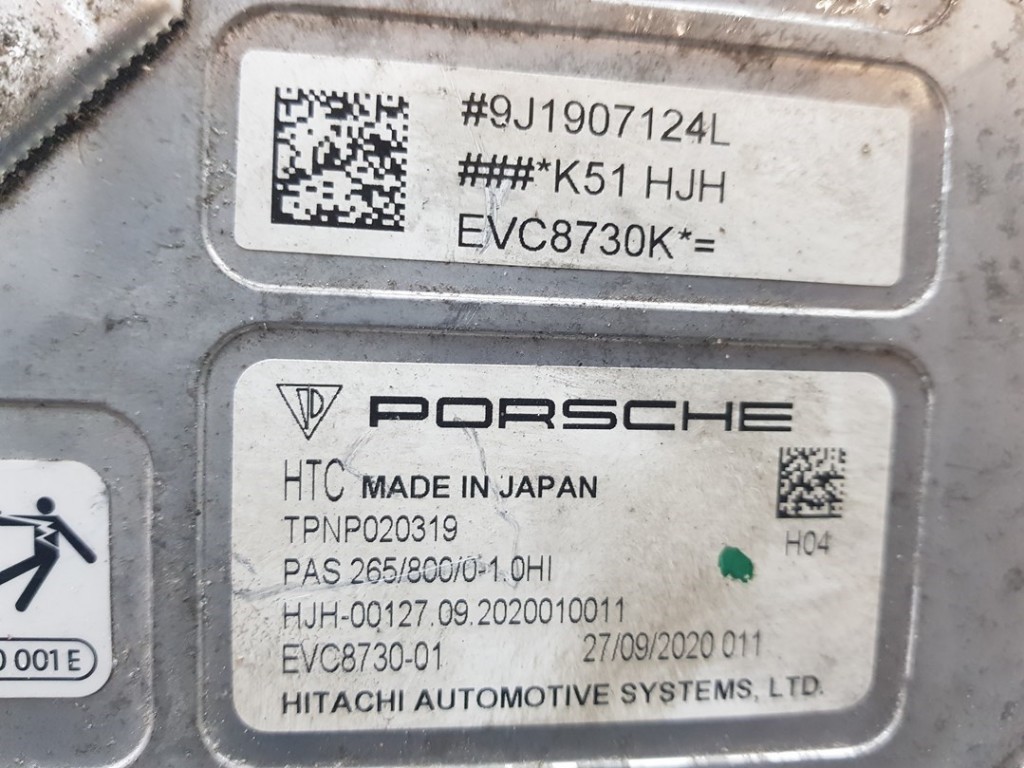 #9J1907124L
###*K51 HJH
EVC8730K*=
PORSCHE
HTC MADE IN JAPAN
TPNP020319
H04
PAS 265/800/0-1.0HI
HJH-00127.09.2020010011
EVC8730-01 27/09/2020 011
HITACHI AUTOMOTIVE SYSTEMS, LTD.
0 001 E